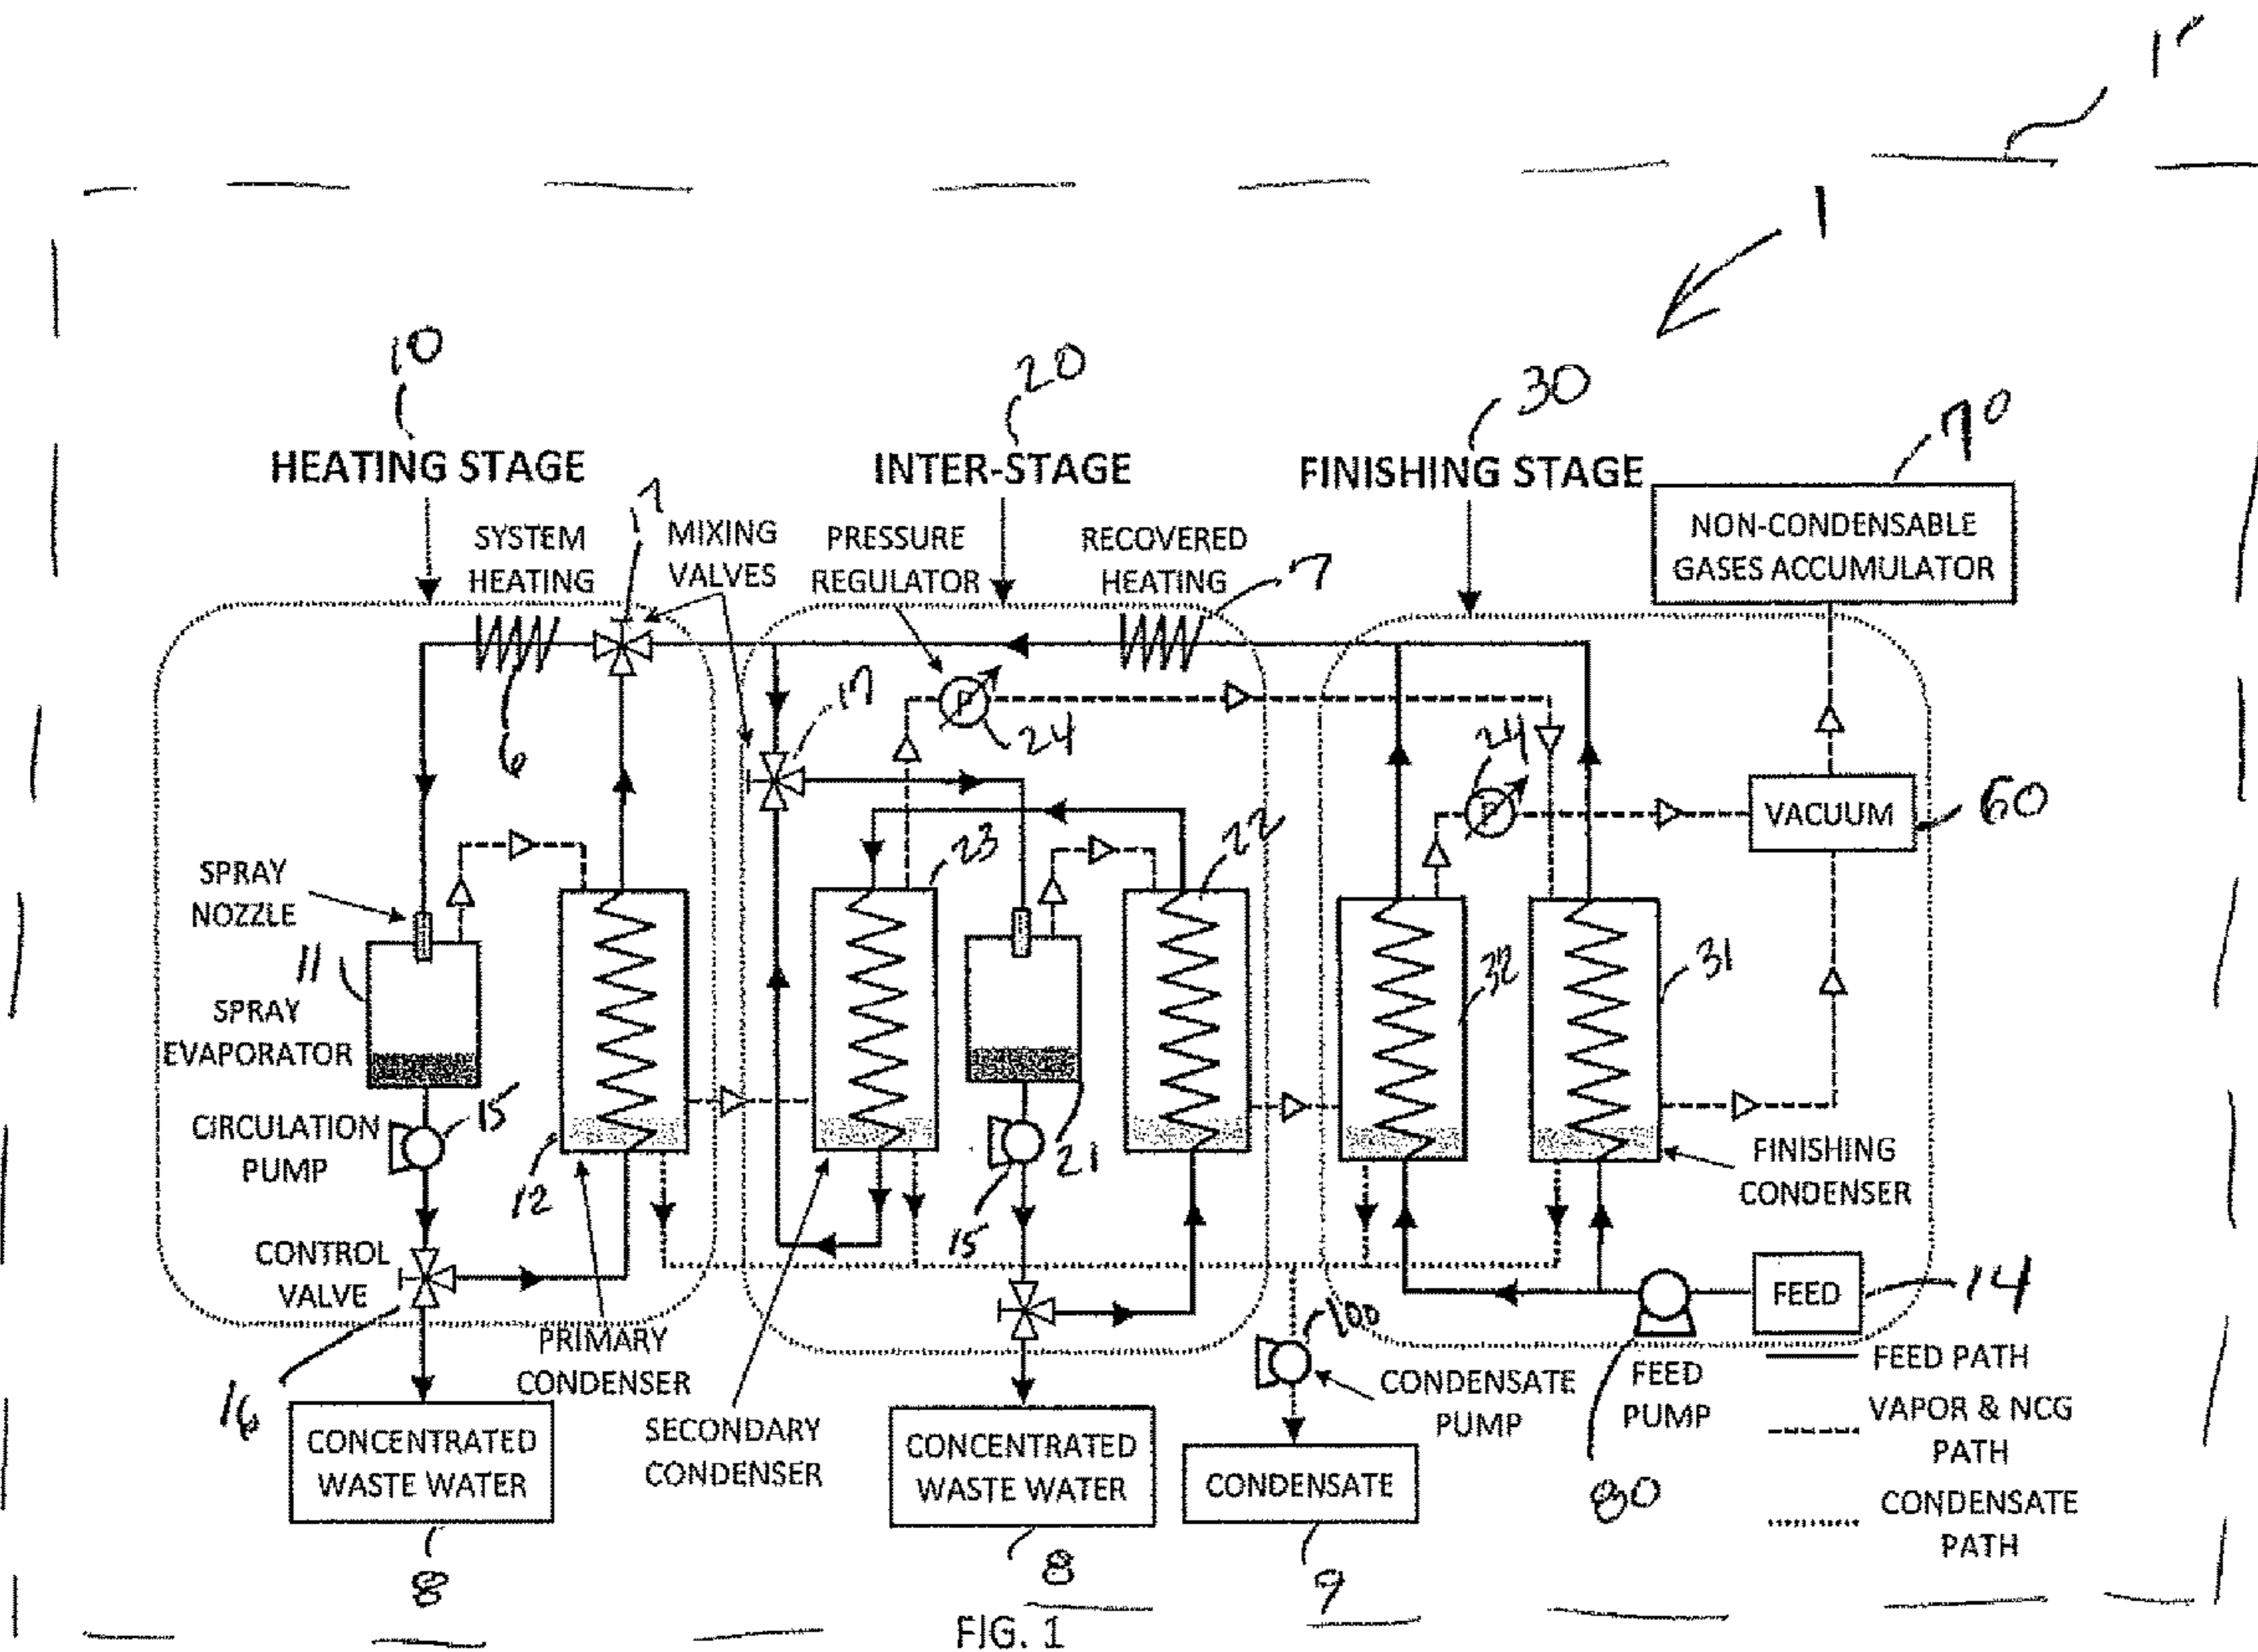 1'
1
10
20
30
70
HEATING STAGE
INTER-STAGE
FINISHING STAGE
NON-CONDENSABLE
GASES ACCUMULATOR
SYSTEM
HEATING
17
MIXING
VALVES
PRESSURE
REGULATOR
RECOVERED
HEATING
7
6
17
P
24
24
P
VACUUM
60
SPRAY
NOZZLE
23
22
11
SPRAY
EVAPORATOR
32
31
CIRCULATION
PUMP
15
12
15
21
FINISHING
CONDENSER
CONTROL
VALVE
16
PRIMARY
CONDENSER
SECONDARY
CONDENSER
100
CONDENSATE
PUMP
FEED
14
FEED
PUMP
80
FEED PATH
VAPOR & NCG
PATH
CONDENSATE
PATH
CONCENTRATED
WASTE WATER
CONCENTRATED
WASTE WATER
CONDENSATE
8
8
9
FIG. 1